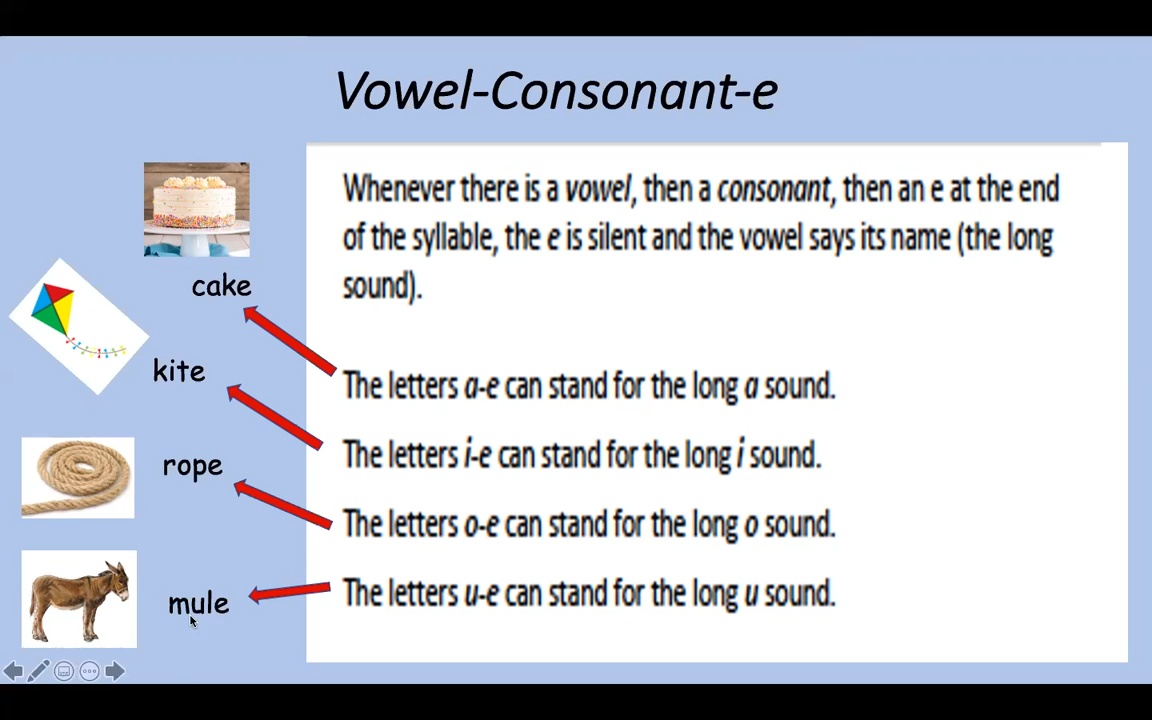 Vowel-Consonant-e
Whenever there is a vowel, then a consonant, then an e at the end
of the syllable, the e is silent and the vowel says its name (the long
sound).
cake
The letters a-e can stand for the long a sound.
kite
The letters i-e can stand for the long i sound.
rope
The letters o-e can stand for the long o sound.
mule
The letters u-e can stand for the long u sound.